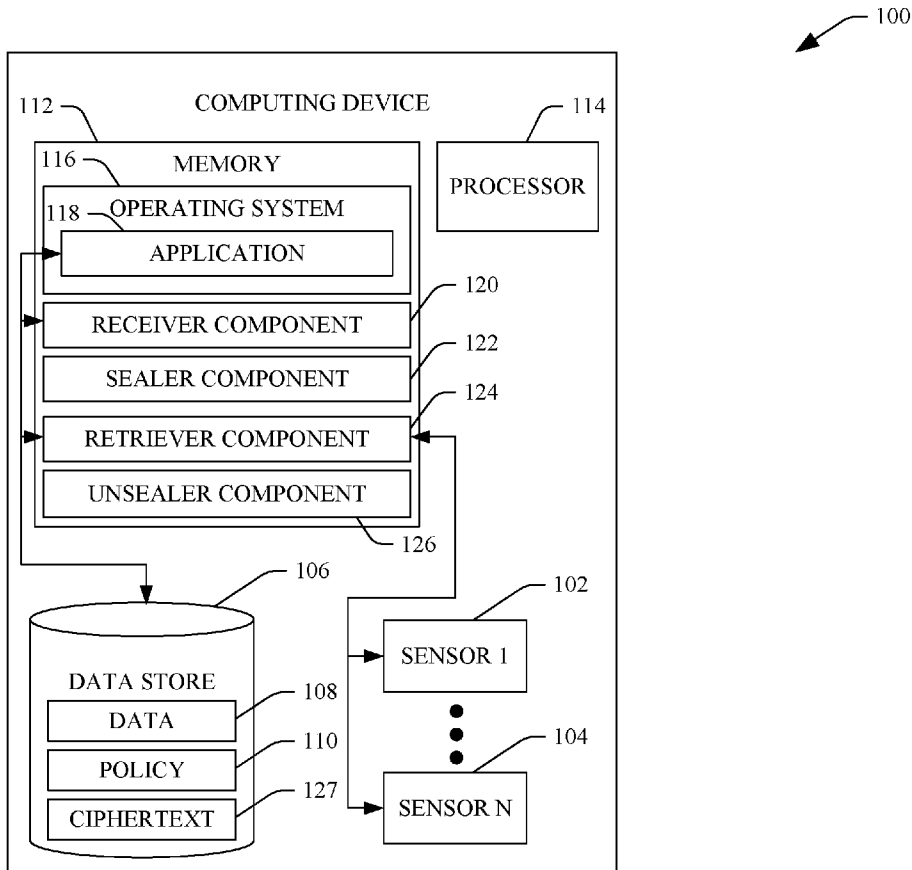 100
COMPUTING DEVICE
112
114
MEMORY
PROCESSOR
116
OPERATING SYSTEM
118
APPLICATION
120
RECEIVER COMPONENT
122
SEALER COMPONENT
124
RETRIEVER COMPONENT
UNSEALER COMPONENT
126
106
102
SENSOR 1
DATA STORE
108
DATA
104
110
POLICY
SENSOR N
127
CIPHERTEXT